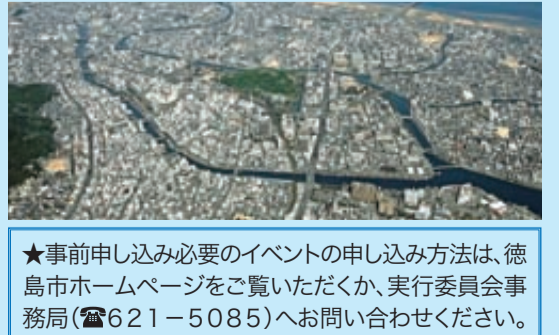 ★事前申し込み必要のイベントの申し込み方法は、徳
島市ホームページをご覧いただくか、実行委員会事
務局(☎621－5085)へお問い合わせください。